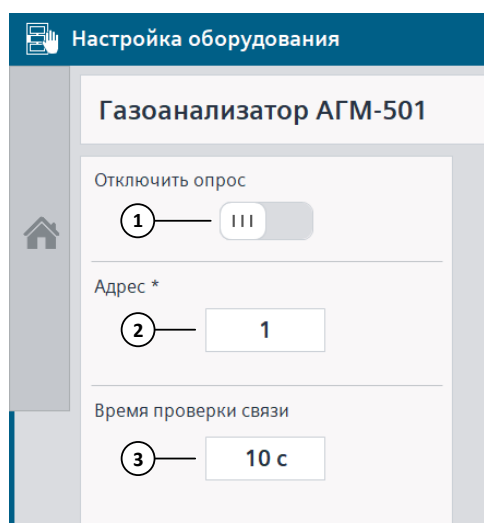 Настройка оборудования
Газоанализатор АГМ-501
Отключить опрос
1
Адрес *
2
1
Время проверки связи
3
10 с